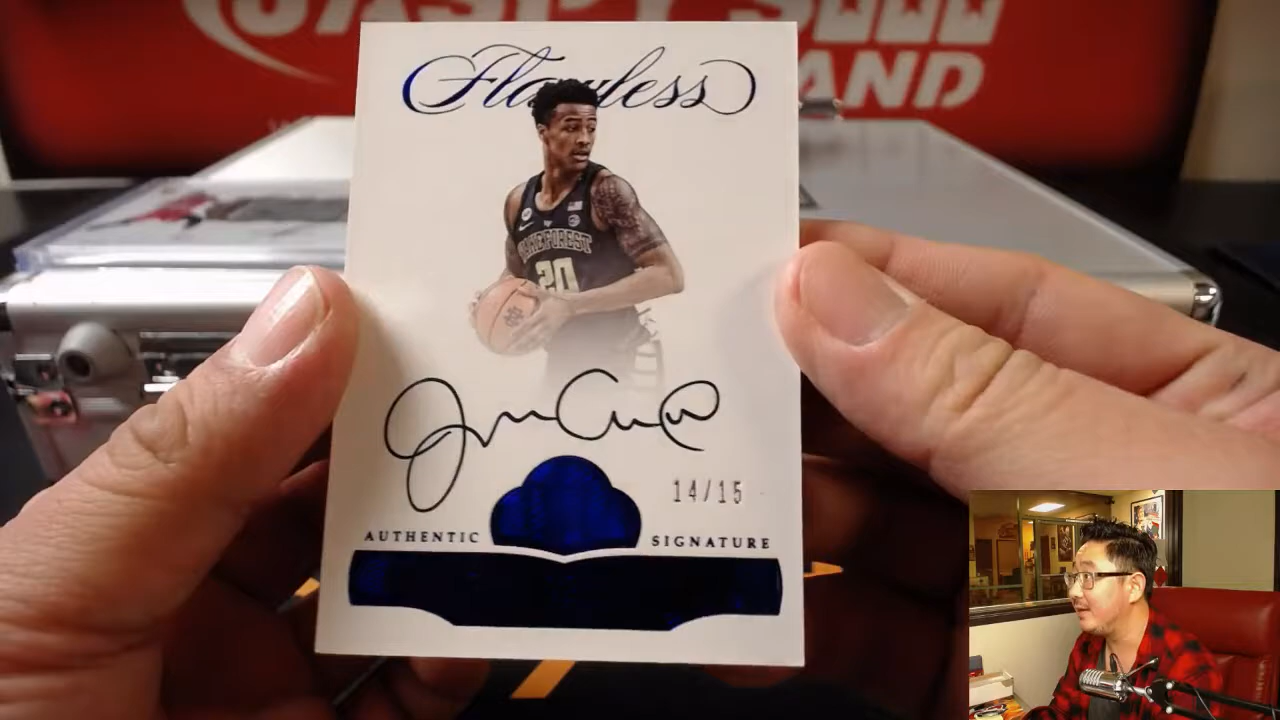 Flawless
AND
WAKE FOREST
20
14/15
AUTHENTIC SIGNATURE